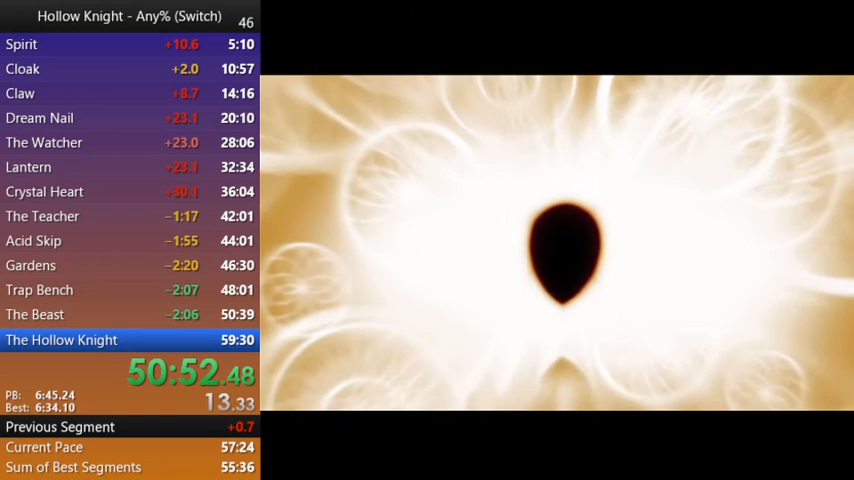 Hollow Knight - Any% (Switch) 46
Spirit +10.6 5:10
Cloak +2.0 10:57
Claw +8.7 14:16
Dream Nail +23.1 20:10
The Watcher +23.0 28:06
Lantern +23.1 32:34
Crystal Heart +30.1 36:04
The Teacher −1:17 42:01
Acid Skip −1:55 44:01
Gardens −2:20 46:30
Trap Bench −2:07 48:01
The Beast −2:06 50:39
The Hollow Knight 59:30
50:52.48
PB: 6:45.24
Best: 6:34.10 13.33
Previous Segment +0.7
Current Pace 57:24
Sum of Best Segments 55:36